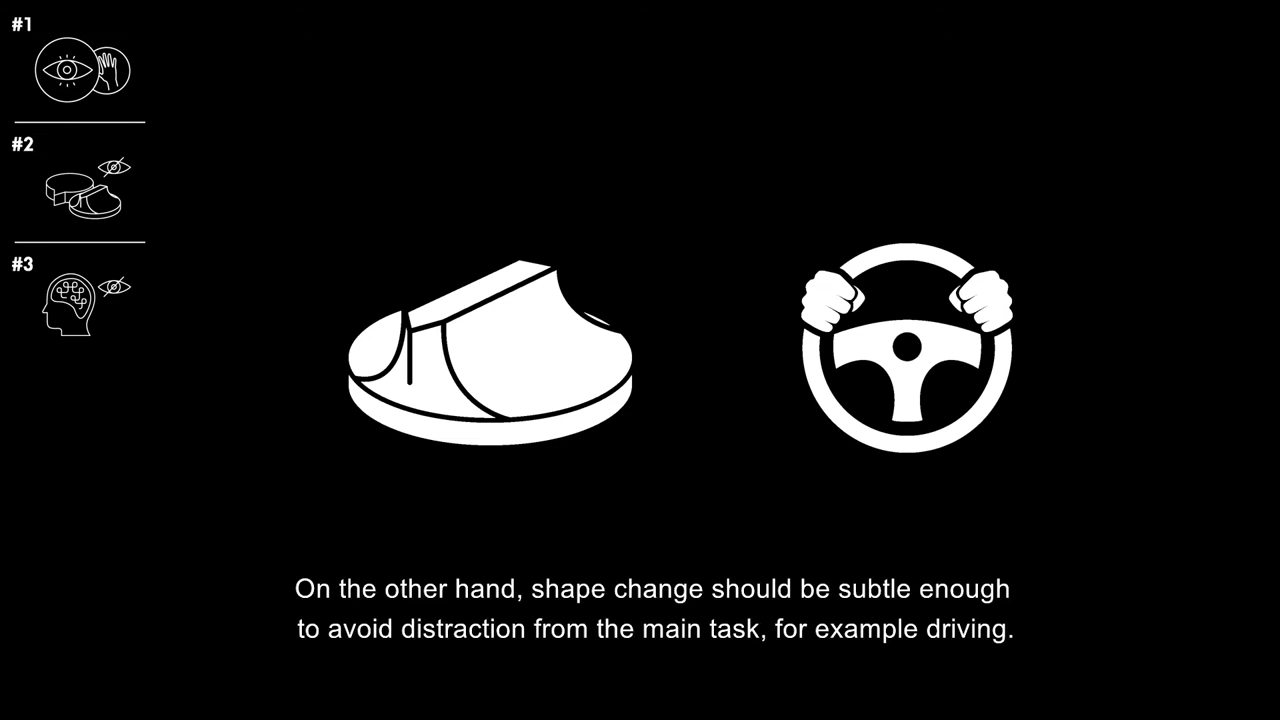 #1
#2
#3
On the other hand, shape change should be subtle enough
to avoid distraction from the main task, for example driving.